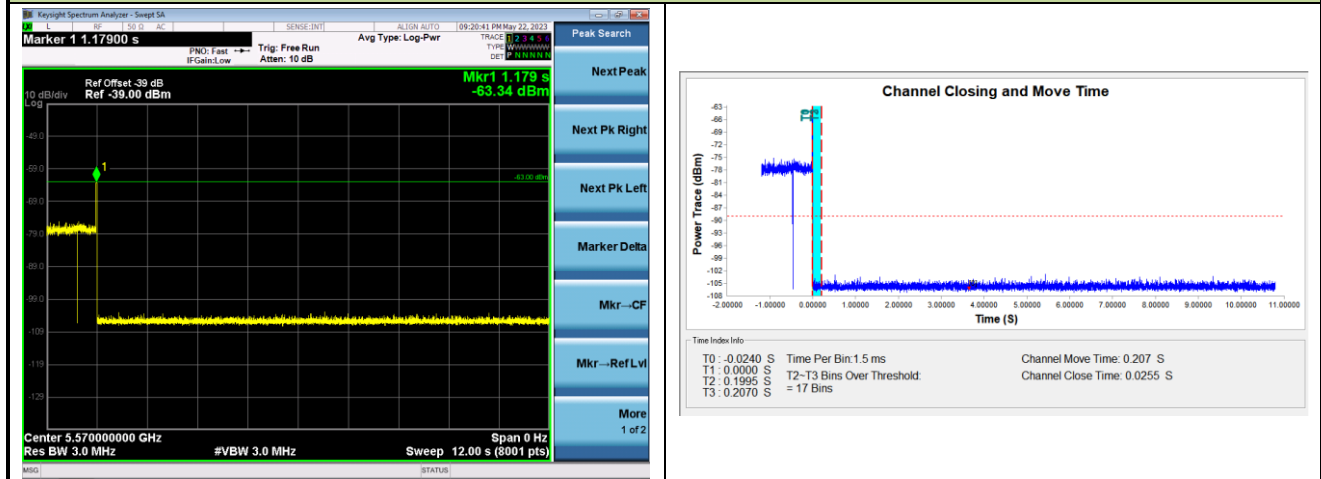 Keysight Spectrum Analyzer - Swept SA
L RF 50 Ω AC SENSE:INT ALIGN AUTO 09:20:41 PM May 22, 2023
Marker 1 1.17900 s
PNO: Fast
IFGain:Low
Trig: Free Run
Atten: 10 dB
Avg Type: Log-Pwr
TRACE 1 2 3 4 5 6
TYPE WWWWWW
DET P N N N N N
Peak Search
Next Peak
Next Pk Right
Next Pk Left
Marker Delta
Mkr→CF
Mkr→Ref Lvl
More
1 of 2
Ref Offset -39 dB
10 dB/div Ref -39.00 dBm
Log
Mkr1 1.179 s
-63.34 dBm
-49.0
-59.0
1
-63.00 dBm
-69.0
-79.0
-89.0
-99.0
-109
-119
-129
Center 5.570000000 GHz Span 0 Hz
Res BW 3.0 MHz #VBW 3.0 MHz Sweep 12.00 s (8001 pts)
MSG STATUS
Channel Closing and Move Time
Power Trace (dBm)
-63
-66
-69
-72
-75
-78
-81
-84
-87
-90
-93
-96
-99
-102
-105
-108
-2.00000 -1.00000 0.00000 1.00000 2.00000 3.00000 4.00000 5.00000 6.00000 7.00000 8.00000 9.00000 10.00000 11.00000
Time (S)
Time Index Info
T0 : -0.0240 S
T1 : 0.0000 S
T2 : 0.1995 S
T3 : 0.2070 S
Time Per Bin:1.5 ms
T2~T3 Bins Over Threshold:
= 17 Bins
Channel Move Time: 0.207 S
Channel Close Time: 0.0255 S